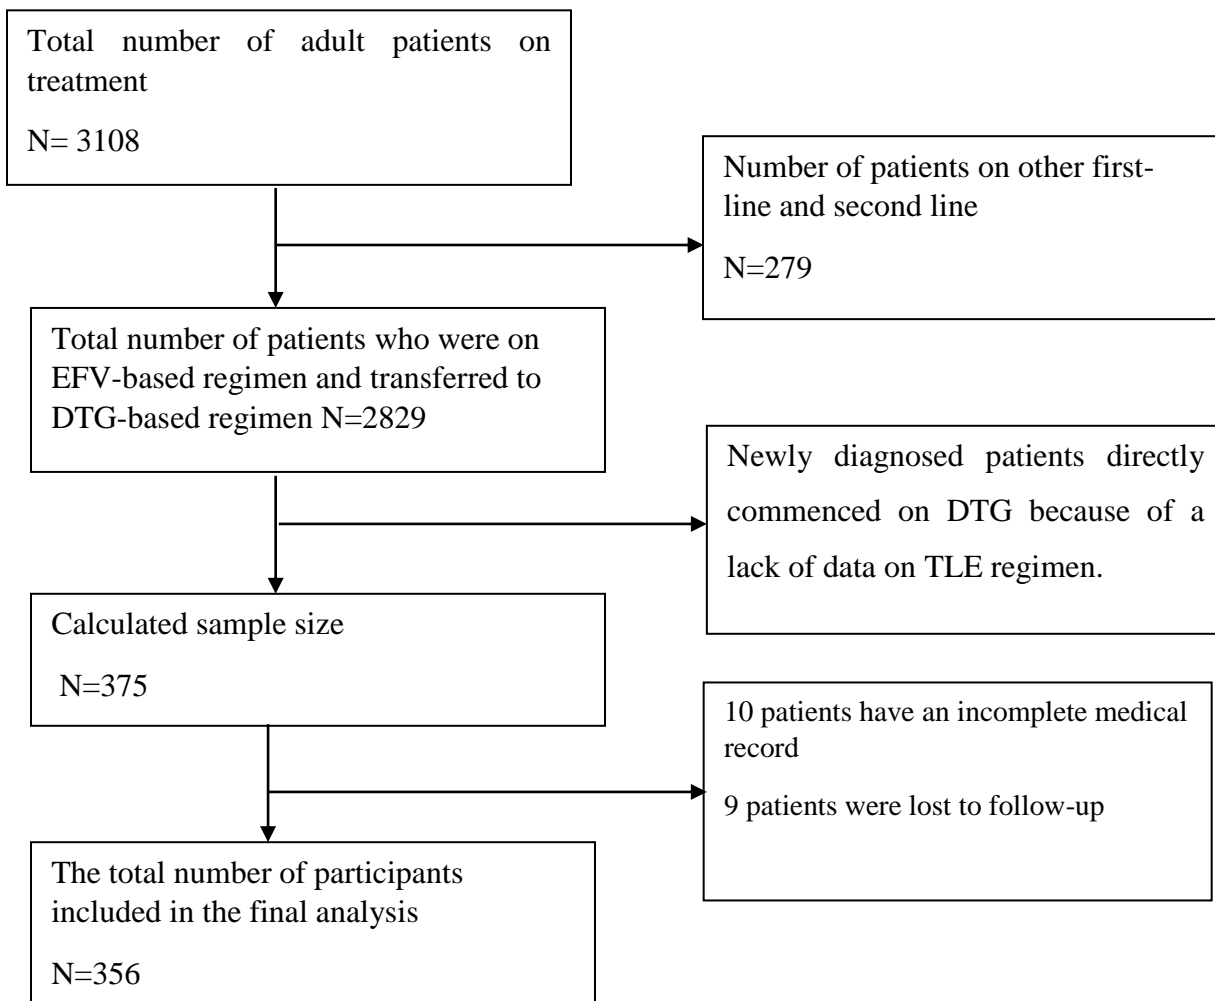 Total number of adult patients on
treatment
N= 3108
Number of patients on other first-
line and second line
N=279
Total number of patients who were on
EFV-based regimen and transferred to
DTG-based regimen N=2829
Newly diagnosed patients directly
commenced on DTG because of a
lack of data on TLE regimen.
Calculated sample size
N=375
10 patients have an incomplete medical
record
9 patients were lost to follow-up
The total number of participants
included in the final analysis
N=356